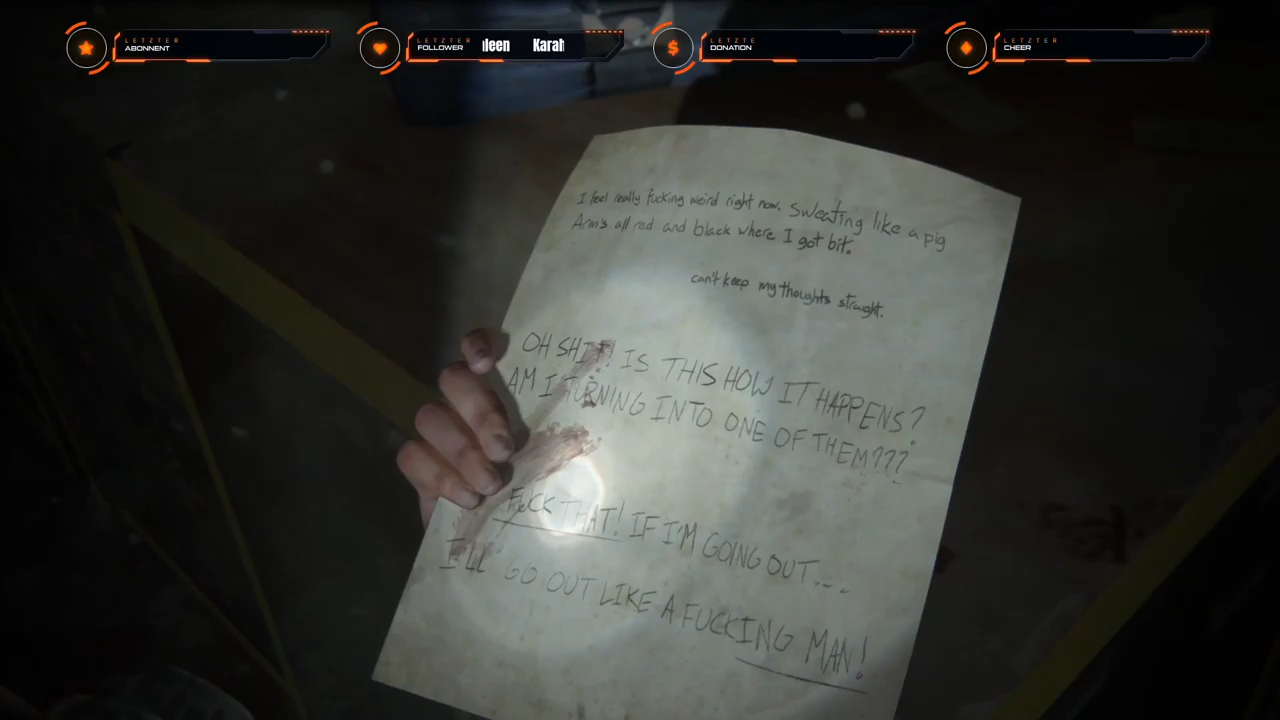 LETZTER
ABONNENT
LETZTER
FOLLOWER
LETZTE
DONATION
LETZTER
CHEER
I feel really fucking weird right now. Sweating like a pig
Arm's all red and black where I got bit.
can't keep my thoughts straight.
OH SHIT! IS THIS HOW IT HAPPENS?
AM I TURNING INTO ONE OF THEM???
FUCK THAT! IF I'M GOING OUT....
I'LL GO OUT LIKE A FUCKING MAN!